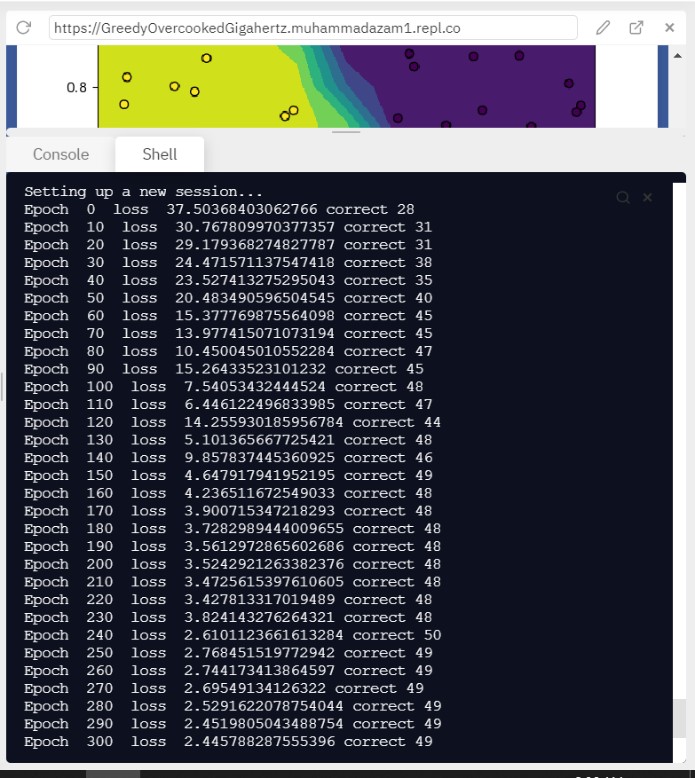 https://GreedyOvercookedGigahertz.muhammadazam1.repl.co
0.8
Console Shell
Setting up a new session...
Epoch 0 loss 37.50368403062766 correct 28
Epoch 10 loss 30.767809970377357 correct 31
Epoch 20 loss 29.179368274827787 correct 31
Epoch 30 loss 24.471571137547418 correct 38
Epoch 40 loss 23.527413275295043 correct 35
Epoch 50 loss 20.483490596504545 correct 40
Epoch 60 loss 15.377769875564098 correct 45
Epoch 70 loss 13.977415071073194 correct 45
Epoch 80 loss 10.450045010552284 correct 47
Epoch 90 loss 15.26433523101232 correct 45
Epoch 100 loss 7.54053432444524 correct 48
Epoch 110 loss 6.446122496833985 correct 47
Epoch 120 loss 14.255930185956784 correct 44
Epoch 130 loss 5.101365667725421 correct 48
Epoch 140 loss 9.857837445360925 correct 46
Epoch 150 loss 4.647917941952195 correct 49
Epoch 160 loss 4.236511672549033 correct 48
Epoch 170 loss 3.900715347218293 correct 48
Epoch 180 loss 3.7282989444009655 correct 48
Epoch 190 loss 3.5612972865602686 correct 48
Epoch 200 loss 3.5242921263382376 correct 48
Epoch 210 loss 3.4725615397610605 correct 48
Epoch 220 loss 3.427813317019489 correct 48
Epoch 230 loss 3.824143276264321 correct 48
Epoch 240 loss 2.6101123661613284 correct 50
Epoch 250 loss 2.768451519772942 correct 49
Epoch 260 loss 2.744173413864597 correct 49
Epoch 270 loss 2.69549134126322 correct 49
Epoch 280 loss 2.5291622078754044 correct 49
Epoch 290 loss 2.4519805043488754 correct 49
Epoch 300 loss 2.445788287555396 correct 49